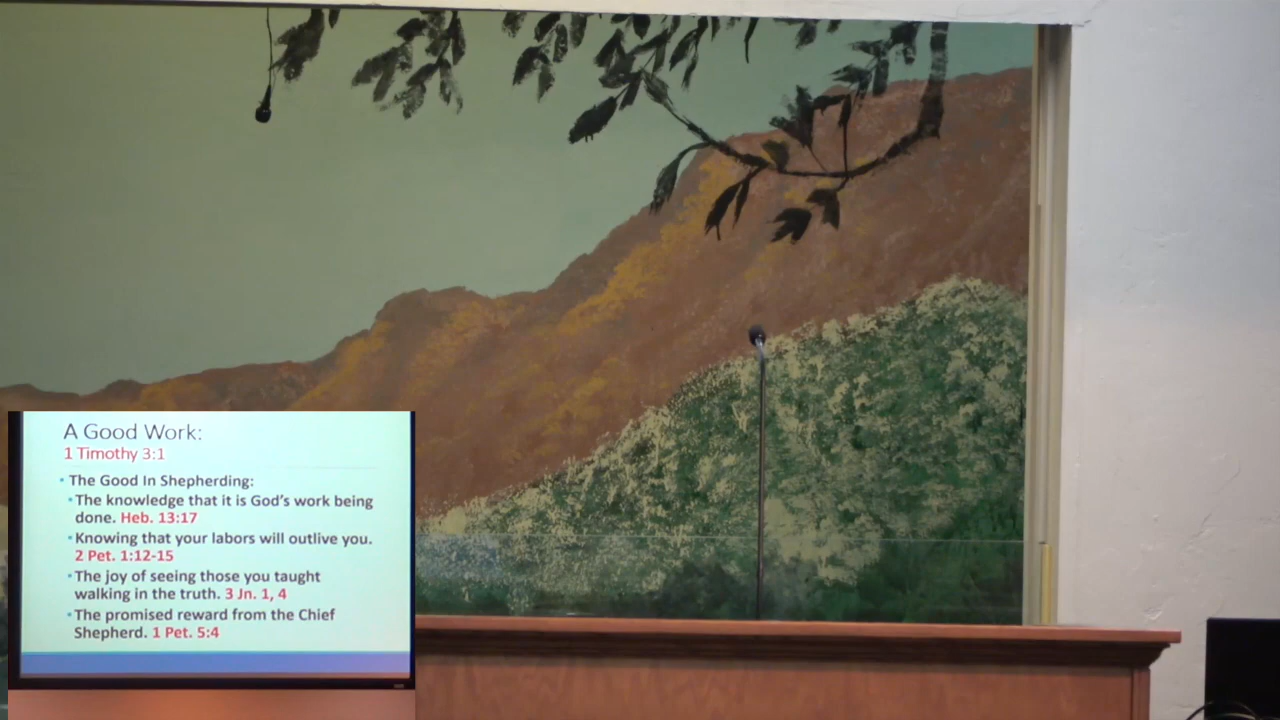 A Good Work:
1 Timothy 3:1
• The Good In Shepherding:
• The knowledge that it is God's work being
done. Heb. 13:17
• Knowing that your labors will outlive you.
2 Pet. 1:12-15
• The joy of seeing those you taught
walking in the truth. 3 Jn. 1, 4
• The promised reward from the Chief
Shepherd. 1 Pet. 5:4